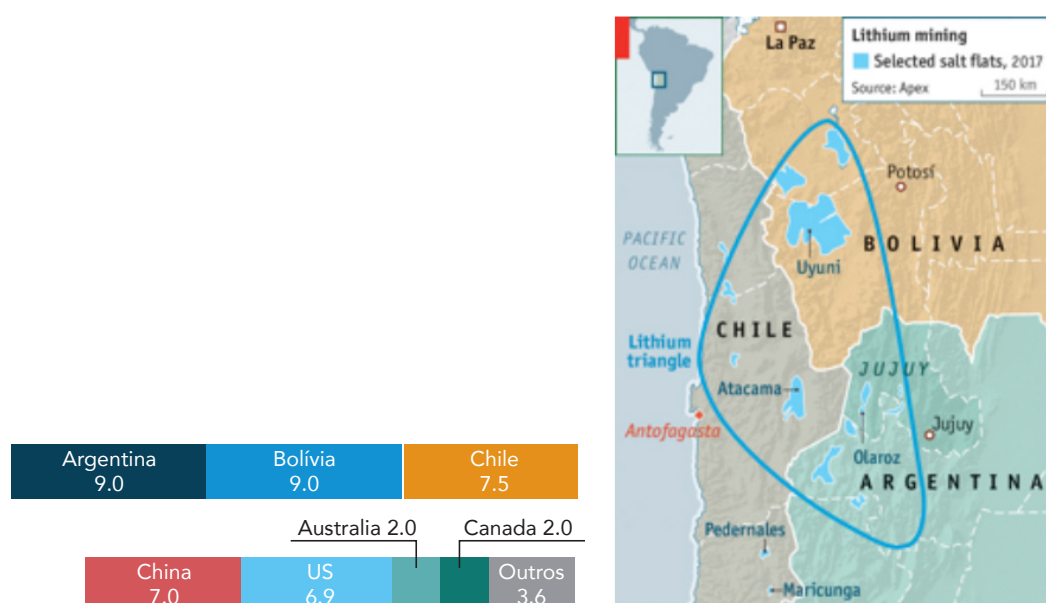 Argentina
9.0
Bolívia
9.0
Chile
7.5
Australia 2.0
Canada 2.0
China
7.0
US
6.9
Outros
3.6
La Paz
Lithium mining
Selected salt flats, 2017
Source: Apex
150 km
Potosí
PACIFIC
OCEAN
BOLIVIA
Uyuni
CHILE
Lithium
triangle
JUJUY
Atacama
Antofagasta
Jujuy
Olaroz
ARGENTINA
Pedernales
Maricunga